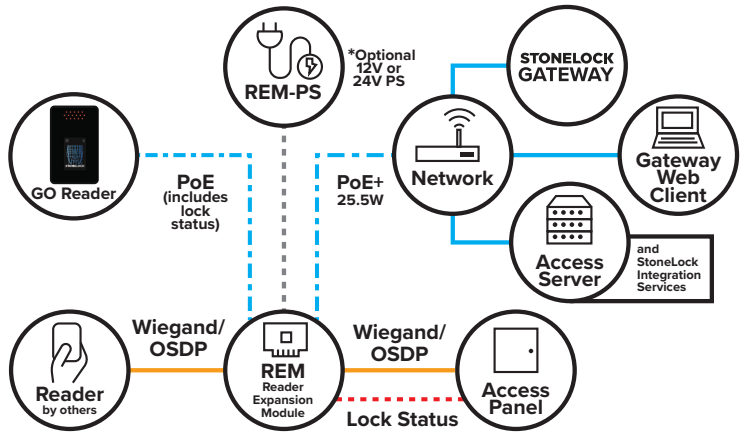 REM-PS
*Optional
12V or
24V PS
STONELOCK
GATEWAY
STONELOCK
GO Reader
PoE
(includes
lock
status)
PoE+
25.5W
Network
Gateway
Web
Client
Access
Server
and
StoneLock
Integration
Services
Reader
by others
Wiegand/
OSDP
REM
Reader
Expansion
Module
Wiegand/
OSDP
Lock Status
Access
Panel